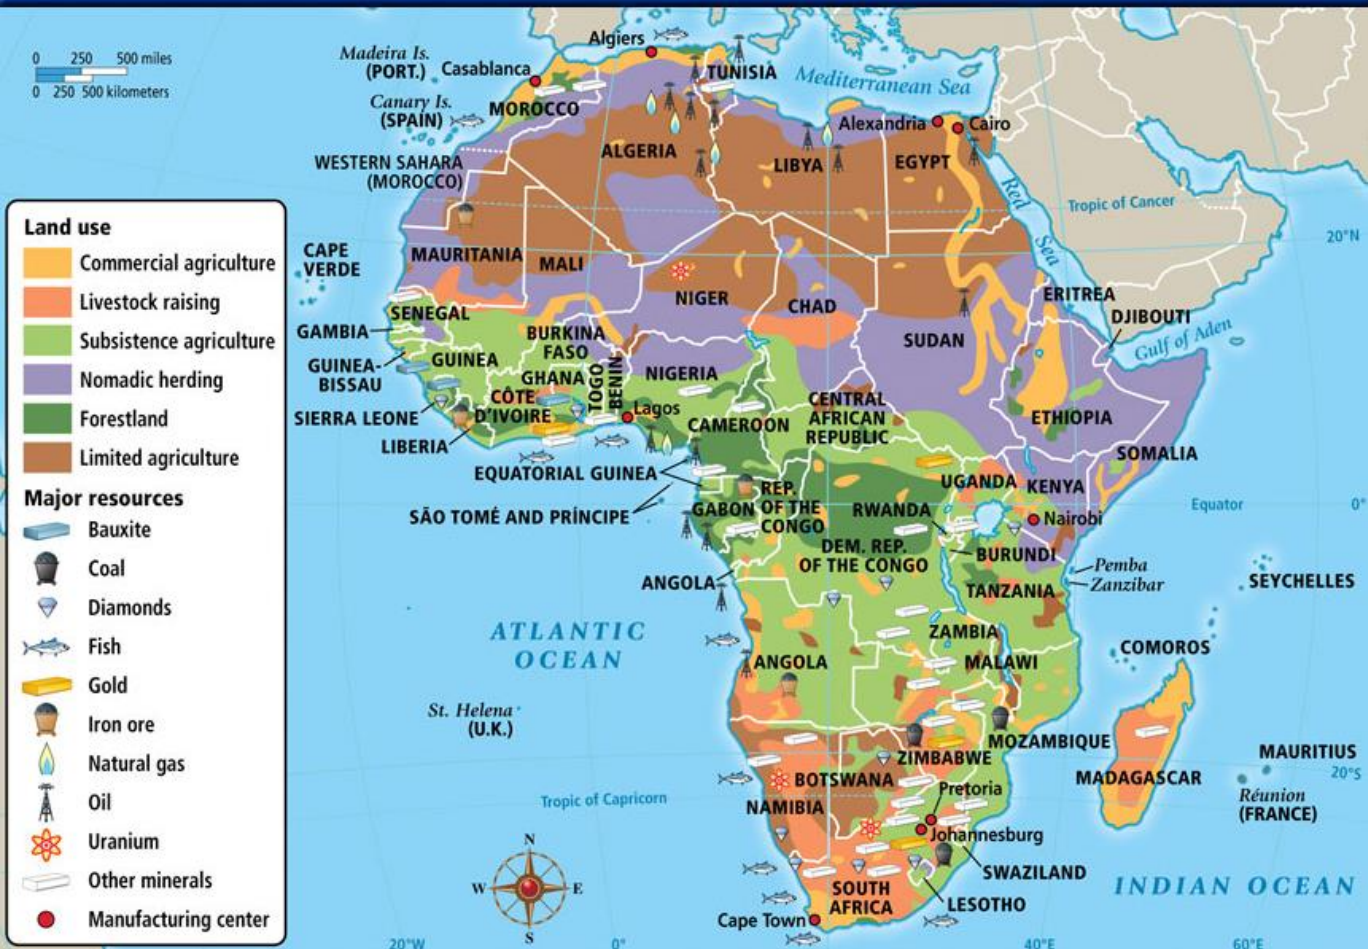 0 250 500 miles
0 250 500 kilometers
Madeira Is.
(PORT.)
Casablanca
Algiers
TUNISIA
Mediterranean Sea
Canary Is.
(SPAIN)
MOROCCO
Alexandria
Cairo
WESTERN SAHARA
(MOROCCO)
ALGERIA
LIBYA
EGYPT
Red
Sea
Tropic of Cancer
20°N
Land use
Commercial agriculture
Livestock raising
Subsistence agriculture
Nomadic herding
Forestland
Limited agriculture
Major resources
Bauxite
Coal
Diamonds
Fish
Gold
Iron ore
Natural gas
Oil
Uranium
Other minerals
Manufacturing center
CAPE
VERDE
MAURITANIA
MALI
NIGER
CHAD
SUDAN
ERITREA
DJIBOUTI
Gulf of Aden
SENEGAL
GAMBIA
GUINEA-
BISSAU
GUINEA
BURKINA
FASO
GHANA
TOGO
BENIN
NIGERIA
CÔTE
D'IVOIRE
SIERRA LEONE
LIBERIA
Lagos
CAMEROON
CENTRAL
AFRICAN
REPUBLIC
ETHIOPIA
SOMALIA
EQUATORIAL GUINEA
SÃO TOMÉ AND PRÍNCIPE
GABON
REP.
OF THE
CONGO
RWANDA
UGANDA
KENYA
Equator
0°
Nairobi
DEM. REP.
OF THE CONGO
BURUNDI
Pemba
Zanzibar
TANZANIA
SEYCHELLES
ANGOLA
ATLANTIC
OCEAN
ANGOLA
ZAMBIA
MALAWI
COMOROS
St. Helena
(U.K.)
MOZAMBIQUE
ZIMBABWE
MADAGASCAR
MAURITIUS
20°S
Réunion
(FRANCE)
Tropic of Capricorn
BOTSWANA
NAMIBIA
Pretoria
Johannesburg
SWAZILAND
LESOTHO
SOUTH
AFRICA
Cape Town
INDIAN OCEAN
N
W
E
S
20°W
0°
40°E
60°E